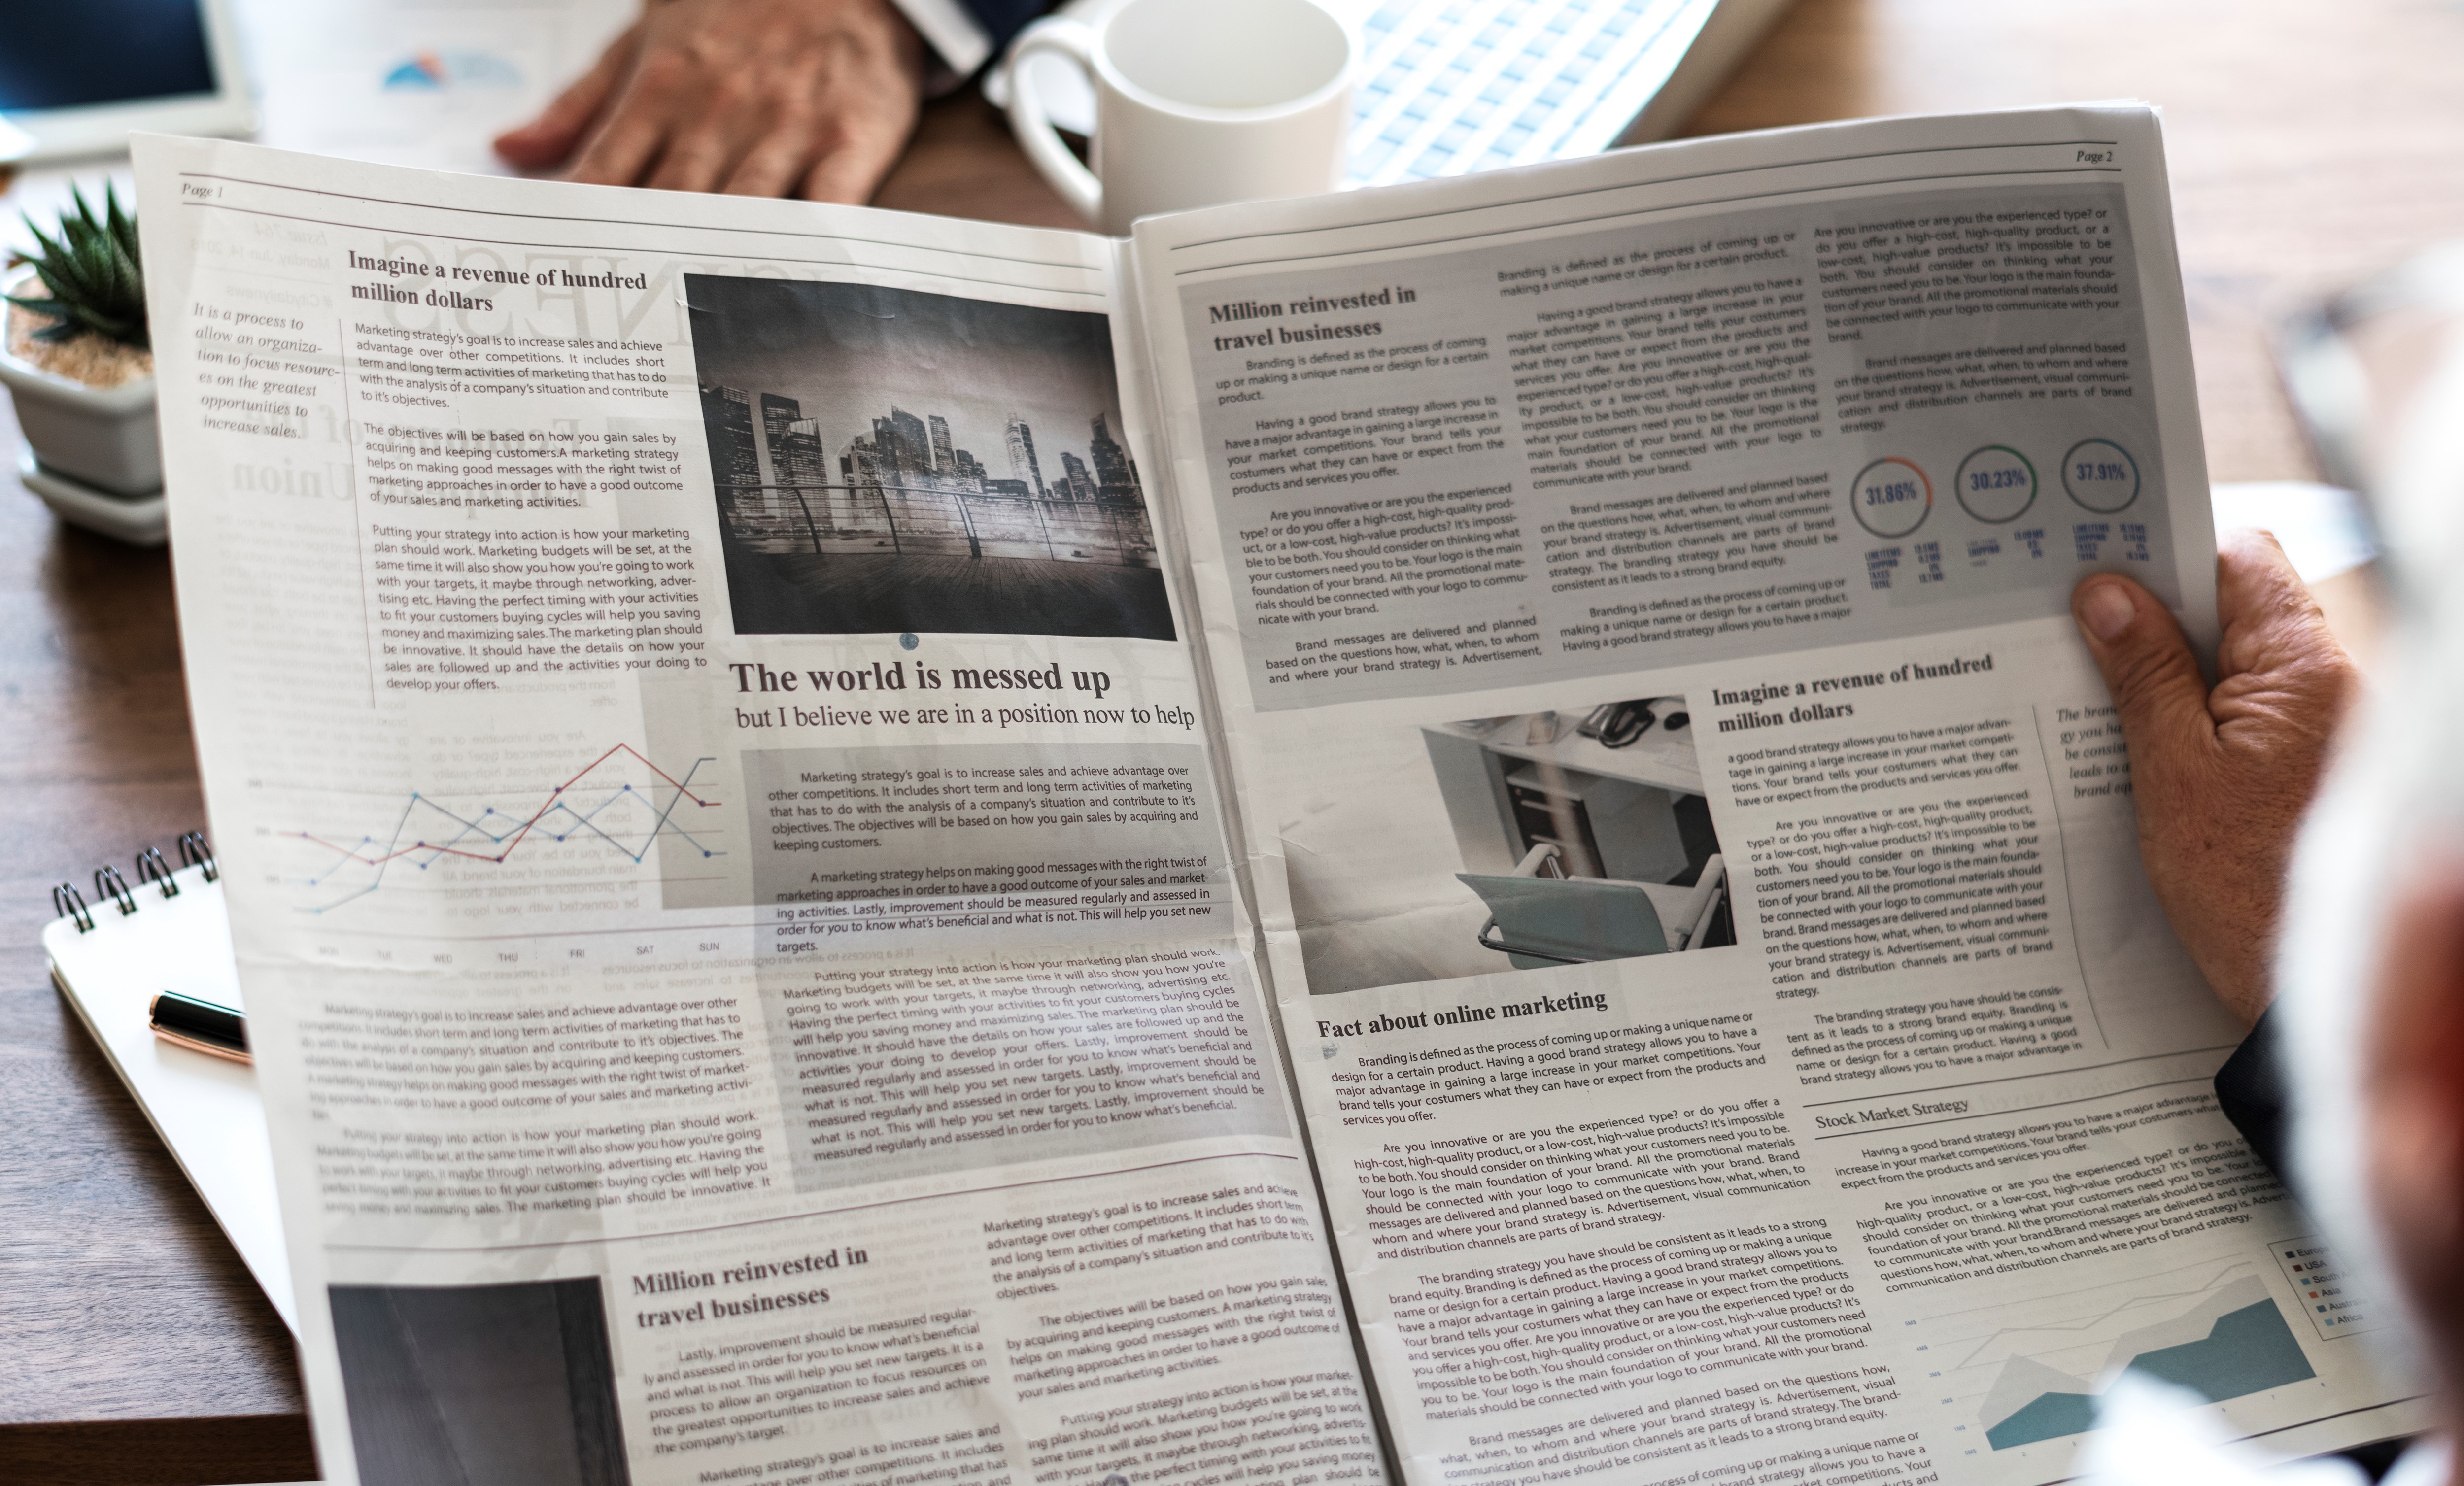 Page 1
It is a process to
allow an organiza-
tion to focus resourc-
es on the greatest
opportunities to
increase sales.
Imagine a revenue of hundred
million dollars
Marketing strategy's goal is to increase sales and achieve
advantage over other competitions. It includes short
term and long term activities of marketing that has to do
with the analysis of a company's situation and contribute
to it's objectives.
The objectives will be based on how you gain sales by
acquiring and keeping customers.A marketing strategy
helps on making good messages with the right twist of
marketing approaches in order to have a good outcome
of your sales and marketing activities.
Putting your strategy into action is how your marketing
plan should work. Marketing budgets will be set, at the
same time it will also show you how you're going to work
with your targets, it maybe through networking, adver-
tising etc. Having the perfect timing with your activities
to fit your customers buying cycles will help you saving
money and maximizing sales. The marketing plan should
be innovative. It should have the details on how your
sales are followed up and the activities your doing to
develop your offers.
WED THU FRI SAT SUN
Marketing strategy's goal is to increase sales and achieve advantage over other
competitions. It includes short term and long term activities of marketing that has to
do with the analysis of a company's situation and contribute to it's objectives. The
objectives will be based on how you gain sales by acquiring and keeping customers.
A marketing strategy helps on making good messages with the right twist of market-
ing approaches in order to have a good outcome of your sales and marketing activi-
ties.
Putting your strategy into action is how your marketing plan should work.
Marketing budgets will be set, at the same time it will also show you how you're going
to work with your targets, it maybe through networking, advertising etc. Having the
perfect timing with your activities to fit your customers buying cycles will help you
saving money and maximizing sales. The marketing plan should be innovative. It
The world is messed up
but I believe we are in a position now to help
Marketing strategy's goal is to increase sales and achieve advantage over
other competitions. It includes short term and long term activities of marketing
that has to do with the analysis of a company's situation and contribute to it's
objectives. The objectives will be based on how you gain sales by acquiring and
keeping customers.
A marketing strategy helps on making good messages with the right twist of
marketing approaches in order to have a good outcome of your sales and market-
ing activities. Lastly, improvement should be measured regularly and assessed in
order for you to know what's beneficial and what is not. This will help you set new
targets.
Putting your strategy into action is how your marketing plan should work.
Marketing budgets will be set, at the same time it will also show you how you're
going to work with your targets, it maybe through networking, advertising etc.
Having the perfect timing with your activities to fit your customers buying cycles
will help you saving money and maximizing sales. The marketing plan should be
innovative. It should have the details on how your sales are followed up and the
activities your doing to develop your offers. Lastly, improvement should be
measured regularly and assessed in order for you to know what's beneficial and
what is not. This will help you set new targets. Lastly, improvement should be
measured regularly and assessed in order for you to know what's beneficial and
what is not. This will help you set new targets. Lastly, improvement should be
measured regularly and assessed in order for you to know what's beneficial.
Million reinvested in
travel businesses
Lastly, improvement should be measured regular-
ly and assessed in order for you to know what's beneficial
and what is not. This will help you set new targets. It is a
process to allow an organization to focus resources on
the greatest opportunities to increase sales and achieve
the company's target.
Marketing strategy's goal is to increase sales and
over other competitions. It includes
of marketing that has
Marketing strategy's goal is to increase sales and achieve
advantage over other competitions. It includes short term
and long term activities of marketing that has to do with
the analysis of a company's situation and contribute to it's
objectives.
The objectives will be based on how you gain sales
by acquiring and keeping customers. A marketing strategy
helps on making good messages with the right twist of
marketing approaches in order to have a good outcome of
your sales and marketing activities.
Putting your strategy into action is how your market-
ing plan should work. Marketing budgets will be set, at the
same time it will also show you how you're going to work
with your targets, it maybe through networking, advertis-
the perfect timing with your activities to fit
cycles will help you saving money
plan should be
Page 2
Million reinvested in
travel businesses
Branding is defined as the process of coming
up or making a unique name or design for a certain
product.
Having a good brand strategy allows you to
have a major advantage in gaining a large increase in
your market competitions. Your brand tells your
costumers what they can have or expect from the
products and services you offer.
Are you innovative or are you the experienced
type? or do you offer a high-cost, high-quality prod-
uct, or a low-cost, high-value products? It's impossi-
ble to be both. You should consider on thinking what
your customers need you to be. Your logo is the main
foundation of your brand. All the promotional mate-
rials should be connected with your logo to commu-
nicate with your brand.
Brand messages are delivered and planned
based on the questions how, what, when, to whom
and where your brand strategy is. Advertisement,
Branding is defined as the process of coming up or
making a unique name or design for a certain product.
Having a good brand strategy allows you to have a
major advantage in gaining a large increase in your
market competitions. Your brand tells your costumers
what they can have or expect from the products and
services you offer. Are you innovative or are you the
experienced type? or do you offer a high-cost, high-qual-
ity product, or a low-cost, high-value products? It's
impossible to be both. You should consider on thinking
what your customers need you to be. Your logo is the
main foundation of your brand. All the promotional
materials should be connected with your logo to
communicate with your brand.
Brand messages are delivered and planned based
on the questions how, what, when, to whom and where
your brand strategy is. Advertisement, visual communi-
cation and distribution channels are parts of brand
strategy. The branding strategy you have should be
consistent as it leads to a strong brand equity.
Branding is defined as the process of coming up or
making a unique name or design for a certain product.
Having a good brand strategy allows you to have a major
Are you innovative or are you the experienced type? or
do you offer a high-cost, high-quality product, or a
low-cost, high-value products? It's impossible to be
both. You should consider on thinking what your
customers need you to be. Your logo is the main founda-
tion of your brand. All the promotional materials should
be connected with your logo to communicate with your
brand.
Brand messages are delivered and planned based
on the questions how, what, when, to whom and where
your brand strategy is. Advertisement, visual communi-
cation and distribution channels are parts of brand
strategy.
31.86% 30.23% 37.91%
Imagine a revenue of hundred
million dollars
a good brand strategy allows you to have a major advan-
tage in gaining a large increase in your market competi-
tions. Your brand tells your costumers what they can
have or expect from the products and services you offer.
Are you innovative or are you the experienced
type? or do you offer a high-cost, high-quality product,
or a low-cost, high-value products? It's impossible to be
both. You should consider on thinking what your
customers need you to be. Your logo is the main founda-
tion of your brand. All the promotional materials should
be connected with your logo to communicate with your
brand. Brand messages are delivered and planned based
on the questions how, what, when, to whom and where
your brand strategy is. Advertisement, visual communi-
cation and distribution channels are parts of brand
strategy.
The branding strategy you have should be consis-
tent as it leads to a strong brand equity. Branding is
defined as the process of coming up or making a unique
name or design for a certain product. Having a good
brand strategy allows you to have a major advantage in
The bran
gy you ha
be consist
leads to a
brand eq
Fact about online marketing
Branding is defined as the process of coming up or making a unique name or
design for a certain product. Having a good brand strategy allows you to have a
major advantage in gaining a large increase in your market competitions. Your
brand tells your costumers what they can have or expect from the products and
services you offer.
Are you innovative or are you the experienced type? or do you offer a
high-cost, high-quality product, or a low-cost, high-value products? It's impossible
to be both. You should consider on thinking what your customers need you to be.
Your logo is the main foundation of your brand. All the promotional materials
should be connected with your logo to communicate with your brand. Brand
messages are delivered and planned based on the questions how, what, when, to
whom and where your brand strategy is. Advertisement, visual communication
and distribution channels are parts of brand strategy.
The branding strategy you have should be consistent as it leads to a strong
brand equity. Branding is defined as the process of coming up or making a unique
name or design for a certain product. Having a good brand strategy allows you to
have a major advantage in gaining a large increase in your market competitions.
Your brand tells your costumers what they can have or expect from the products
and services you offer. Are you innovative or are you the experienced type? or do
you offer a high-cost, high-quality product, or a low-cost, high-value products? It's
impossible to be both. You should consider on thinking what your customers need
you to be. Your logo is the main foundation of your brand. All the promotional
materials should be connected with your logo to communicate with your brand.
Brand messages are delivered and planned based on the questions how,
what, when, to whom and where your brand strategy is. Advertisement, visual
communication and distribution channels are parts of brand strategy. The brand-
strategy you have should be consistent as it leads to a strong brand equity.
process of coming up or making a unique name or
brand strategy allows you to have a
market competitions. Your
products and
Stock Market Strategy
Having a good brand strategy allows you to have a major advantage
increase in your market competitions. Your brand tells your costumers what
expect from the products and services you offer.
Are you innovative or are you the experienced type? or do you
high-quality product, or a low-cost, high-value products? It's impossible
should consider on thinking what your customers need you to be. Your
foundation of your brand. All the promotional materials should be connected
to communicate with your brand.Brand messages are delivered and planned
questions how, what, when, to whom and where your brand strategy is.
communication and distribution channels are parts of brand strategy.
Europ
USA
South
Asia
Austr
Africa